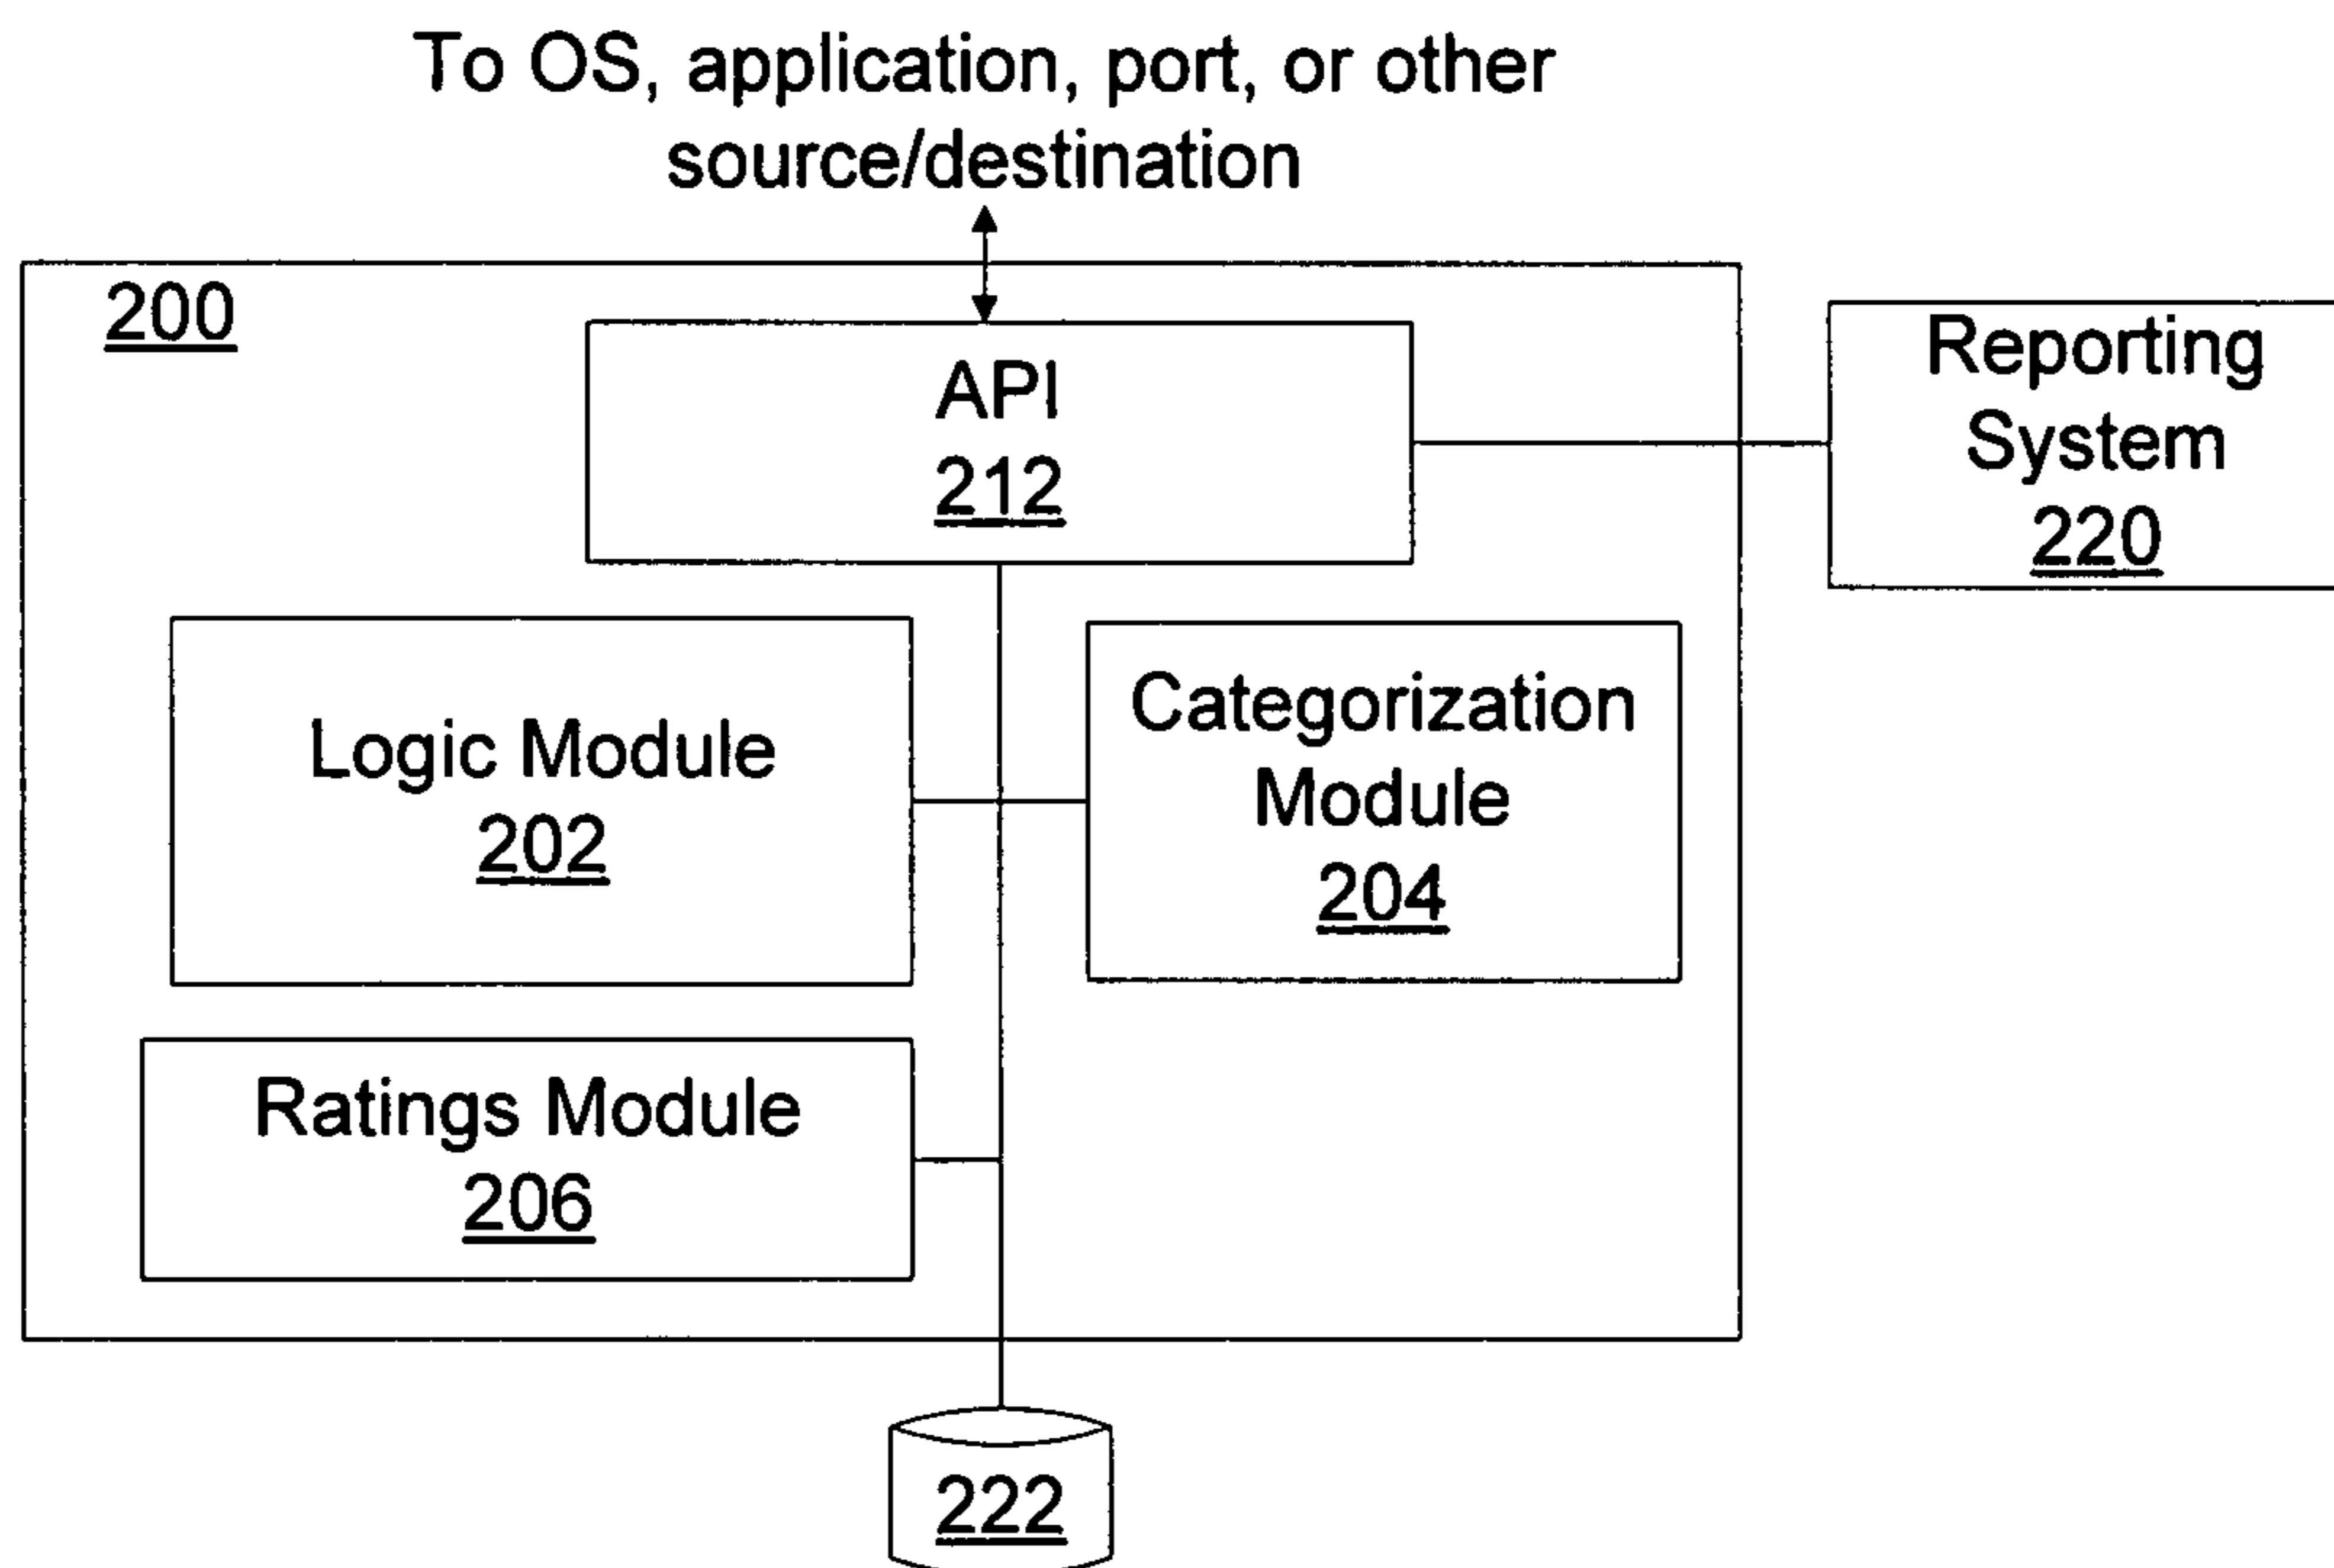 To OS, application, port, or other
source/destination
200
API
212
Reporting
System
220
Logic Module
202
Categorization
Module
204
Ratings Module
206
222